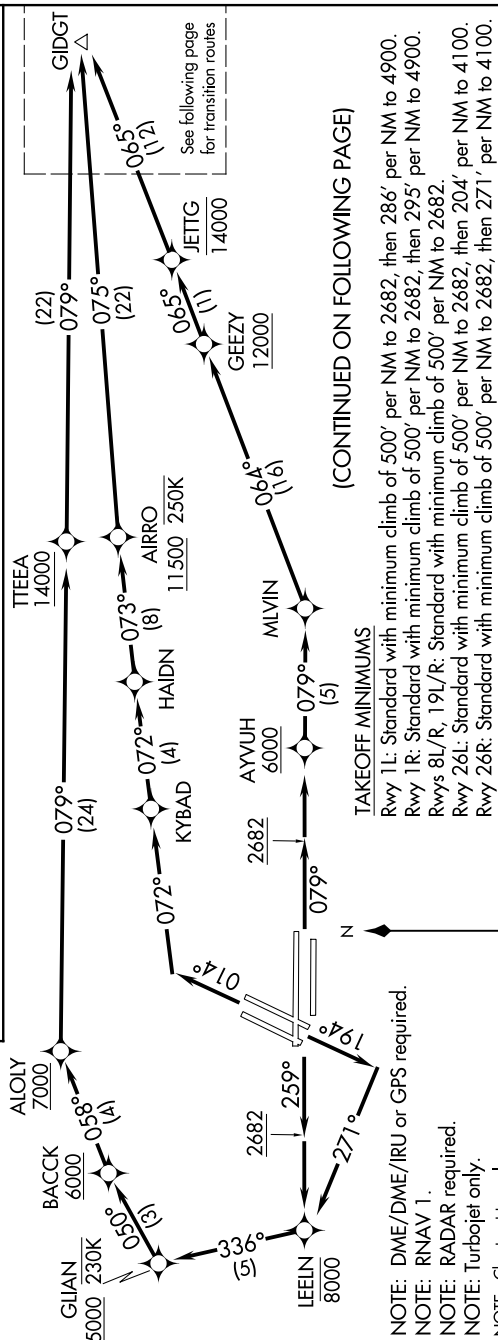 GIDGT
See following page
for transition routes
(22)
079°
075°
(22)
065°
(12)
JETTG
14000
065°
(1)
GEEZY
12000
064°
(16)
TTEEA
14000
AIRRO
11500 250K
073°
(8)
HAIDN
072°
(4)
KYBAD
072°
MLVIN
079°
(5)
AYVUH
6000
2682
079°
079°
(24)
ALOLY
7000
058°
(4)
BACCK
6000
050°
(3)
GLIAN
5000 230K
N
336°
(5)
LEELN
8000
2682
259°
271°
194°
014°
N
(CONTINUED ON FOLLOWING PAGE)
TAKEOFF MINIMUMS
Rwy 1L: Standard with minimum climb of 500' per NM to 2682, then 286' per NM to 4900.
Rwy 1R: Standard with minimum climb of 500' per NM to 2682, then 295' per NM to 4900.
Rwys 8L/R, 19L/R: Standard with minimum climb of 500' per NM to 2682.
Rwy 26L: Standard with minimum climb of 500' per NM to 2682, then 204' per NM to 4100.
Rwy 26R: Standard with minimum climb of 500' per NM to 2682, then 271' per NM to 4100.
NOTE: DME/DME/IRU or GPS required.
NOTE: RNAV 1.
NOTE: RADAR required.
NOTE: Turbojet only.